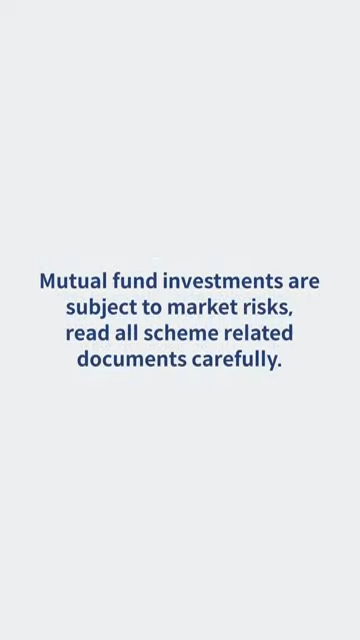 Mutual fund investments are
subject to market risks,
read all scheme related
documents carefully.